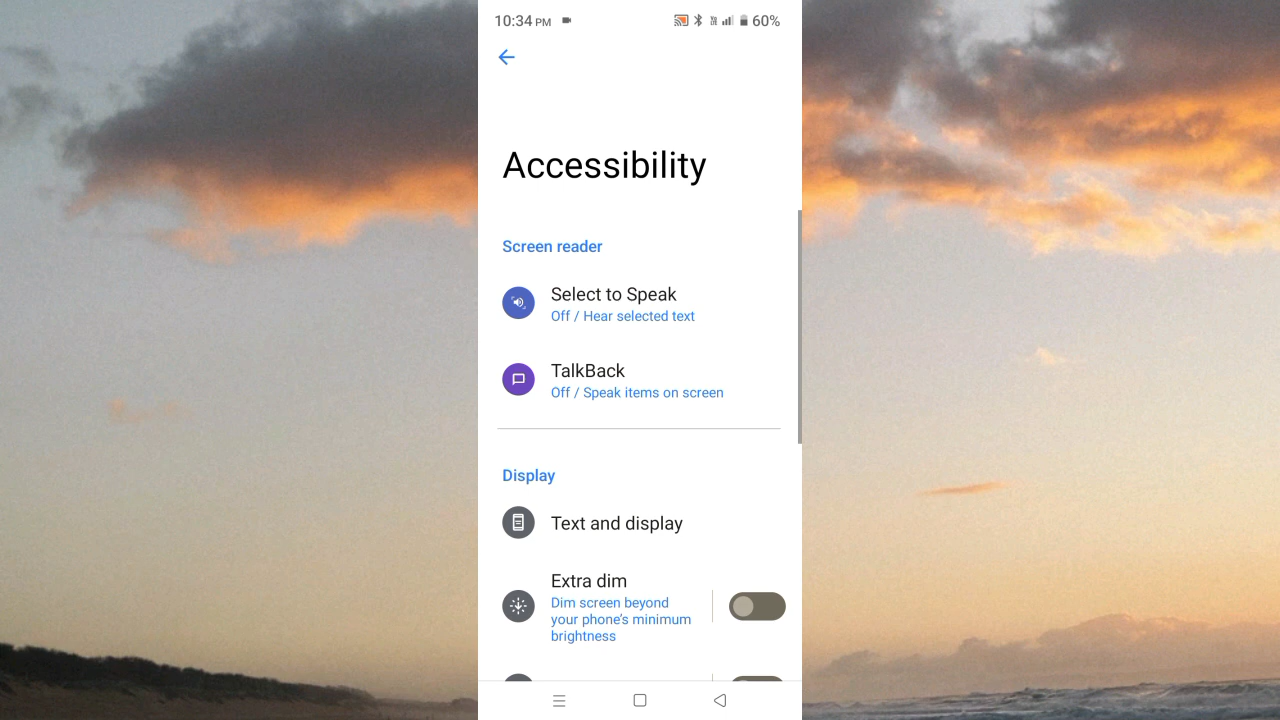 10:34 PM
60%
Accessibility
Screen reader
Select to Speak
Off / Hear selected text
TalkBack
Off / Speak items on screen
Display
Text and display
Extra dim
Dim screen beyond
your phone's minimum
brightness